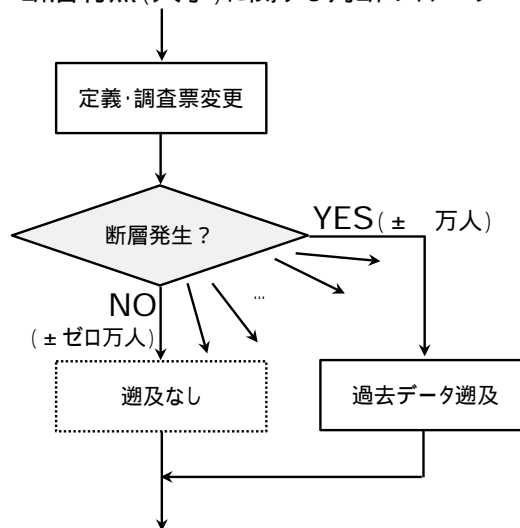 定義・調査票変更
断層発生？
YES(± 万人)
…
NO
(±ゼロ万人)
遡及なし
過去データ遡及